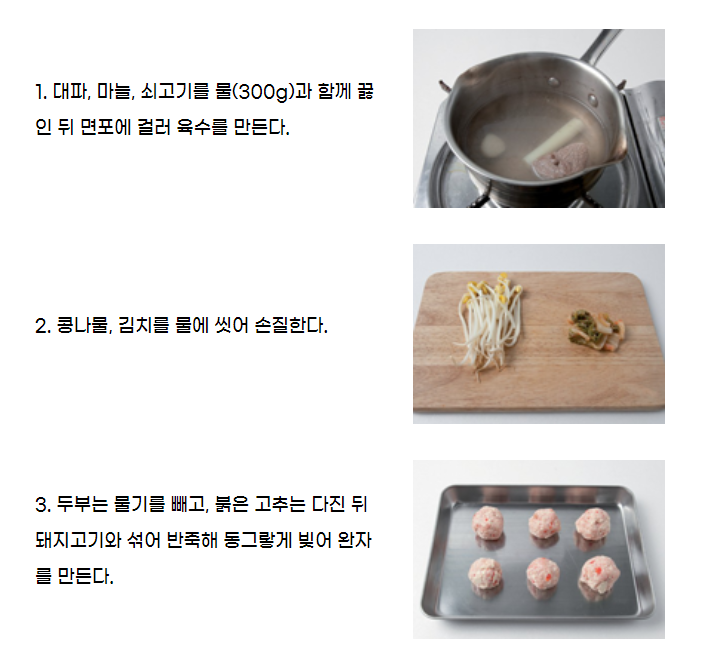 1. 대파, 마늘, 쇠고기를 물(300g)과 함께 끓
인 뒤 면포에 걸러 육수를 만든다.
2. 콩나물, 김치를 물에 씻어 손질한다.
3. 두부는 물기를 빼고, 붉은 고추는 다진 뒤
돼지고기와 섞어 반죽해 동그랗게 빚어 완자
를 만든다.